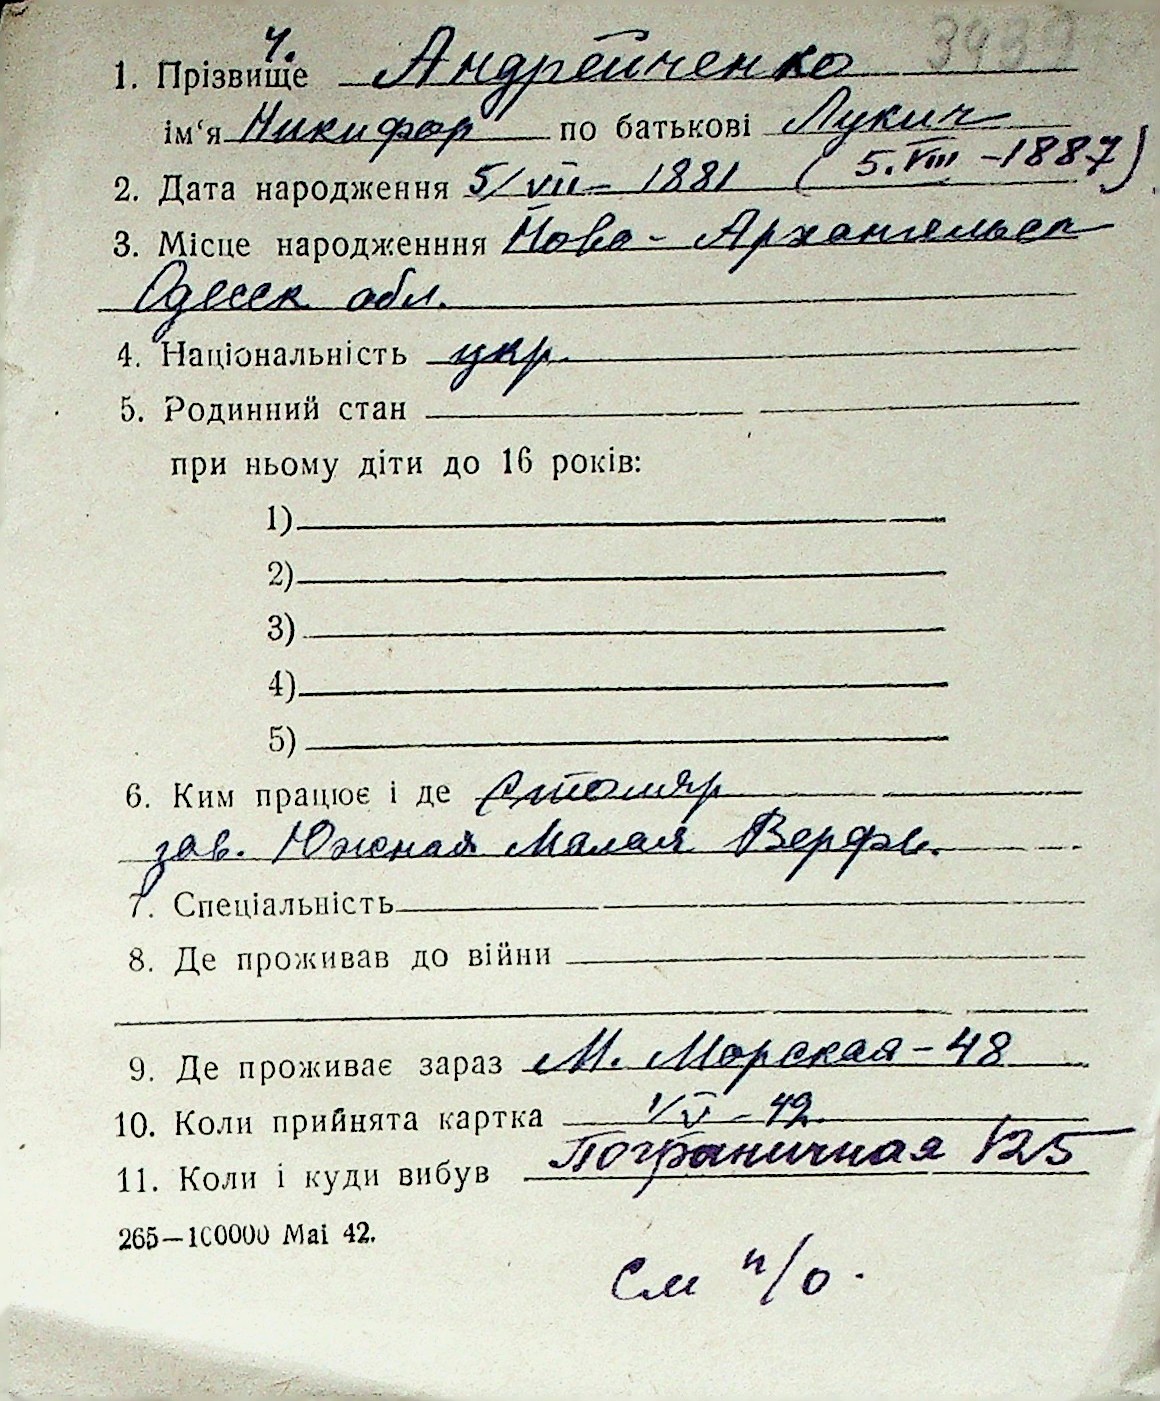 ч.
3939
1. Прізвище Андрейченко
ім'я Никифор по батькові Лукич
2. Дата народження 5/VII – 1881 (5.VIII – 1887)
3. Місце народженння Ново-Архангельск
Одесск обл.
4. Національність укр.
5. Родинний стан
при ньому діти до 16 років:
1)
2)
3)
4)
5)
6. Ким працює і де Столяр
зав. Южная Малая Верфь.
7. Спеціальність
8. Де проживав до війни
9. Де проживає зараз М. Морская – 48
10. Коли прийнята картка 1/V – 42
11. Коли і куди вибув Пограничная 125
265—100000 Mai 42.
См н/о.